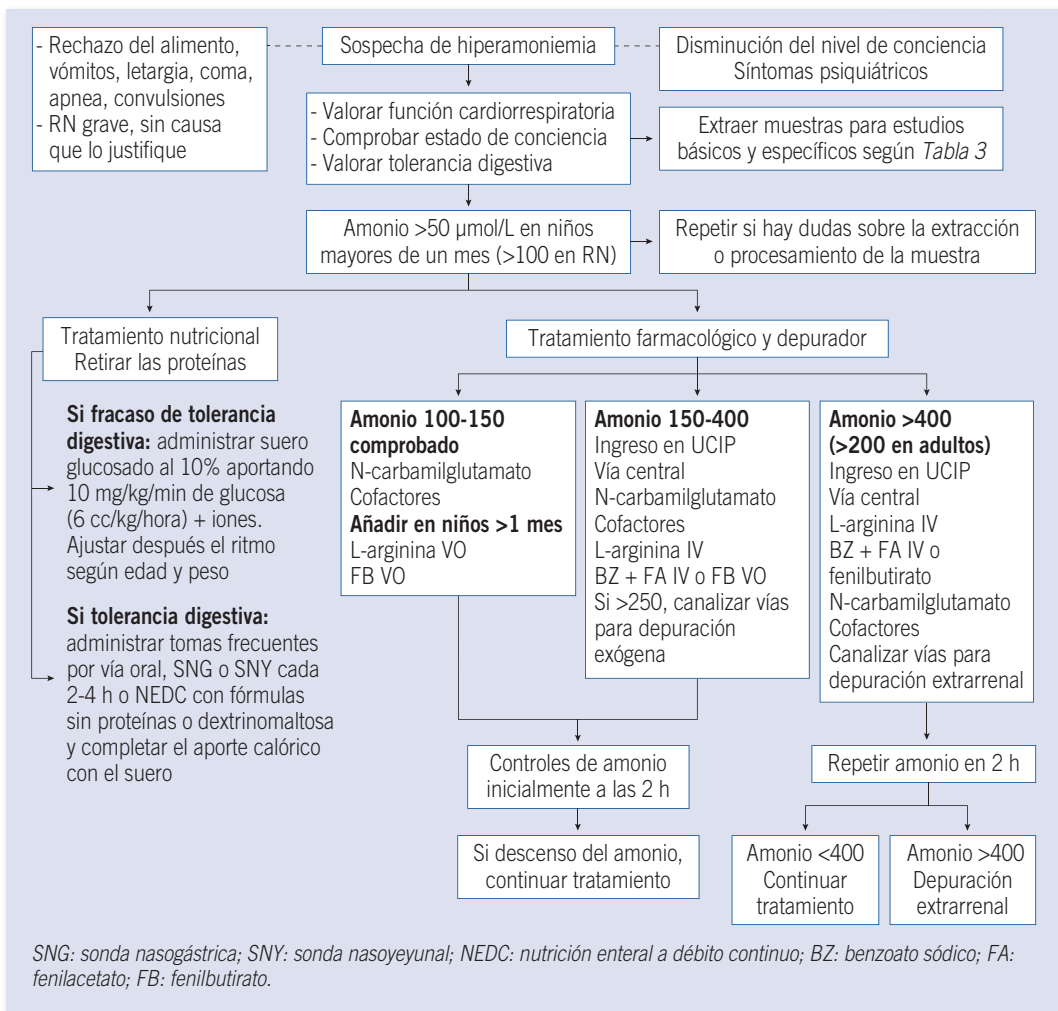 - Rechazo del alimento,
vómitos, letargia, coma,
apnea, convulsiones
- RN grave, sin causa
que lo justifique
Sospecha de hiperamoniemia
Disminución del nivel de conciencia
Síntomas psiquiátricos
- Valorar función cardiorrespiratoria
- Comprobar estado de conciencia
- Valorar tolerancia digestiva
Extraer muestras para estudios
básicos y específicos según Tabla 3
Amonio >50 µmol/L en niños
mayores de un mes (>100 en RN)
Repetir si hay dudas sobre la extracción
o procesamiento de la muestra
Tratamiento nutricional
Retirar las proteínas
Si fracaso de tolerancia
digestiva: administrar suero
glucosado al 10% aportando
10 mg/kg/min de glucosa
(6 cc/kg/hora) + iones.
Ajustar después el ritmo
según edad y peso
Si tolerancia digestiva:
administrar tomas frecuentes
por vía oral, SNG o SNY cada
2-4 h o NEDC con fórmulas
sin proteínas o dextrinomaltosa
y completar el aporte calórico
con el suero
Tratamiento farmacológico y depurador
Amonio 100-150
comprobado
N-carbamilglutamato
Cofactores
Añadir en niños >1 mes
L-arginina VO
FB VO
Amonio 150-400
Ingreso en UCIP
Vía central
N-carbamilglutamato
Cofactores
L-arginina IV
BZ + FA IV o FB VO
Si >250, canalizar vías
para depuración
exógena
Amonio >400
(>200 en adultos)
Ingreso en UCIP
Vía central
L-arginina IV
BZ + FA IV o
fenilbutirato
N-carbamilglutamato
Cofactores
Canalizar vías para
depuración extrarrenal
Controles de amonio
inicialmente a las 2 h
Si descenso del amonio,
continuar tratamiento
Repetir amonio en 2 h
Amonio <400
Continuar
tratamiento
Amonio >400
Depuración
extrarrenal
SNG: sonda nasogástrica; SNY: sonda nasoyeyunal; NEDC: nutrición enteral a débito continuo; BZ: benzoato sódico; FA:
fenilacetato; FB: fenilbutirato.